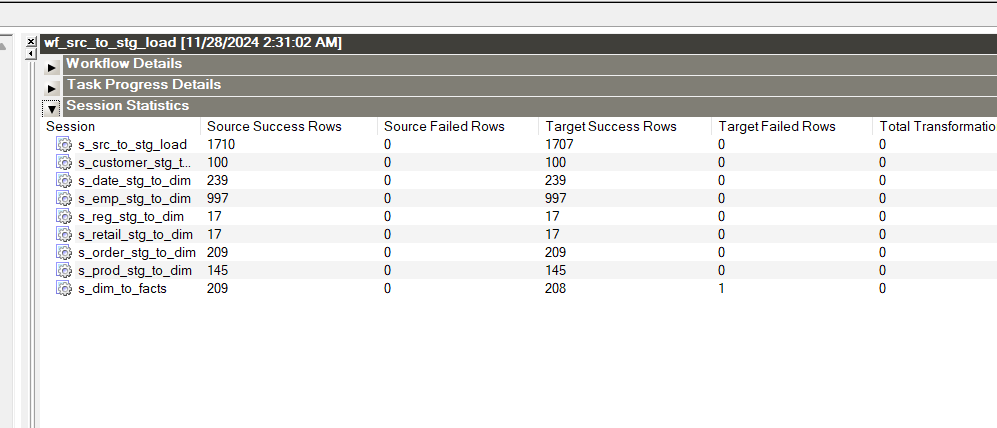 wf_src_to_stg_load [11/28/2024 2:31:02 AM]
Workflow Details
Task Progress Details
Session Statistics
Session Source Success Rows Source Failed Rows Target Success Rows Target Failed Rows Total Transformatio
s_src_to_stg_load 1710 0 1707 0 0
s_customer_stg_t... 100 0 100 0 0
s_date_stg_to_dim 239 0 239 0 0
s_emp_stg_to_dim 997 0 997 0 0
s_reg_stg_to_dim 17 0 17 0 0
s_retail_stg_to_dim 17 0 17 0 0
s_order_stg_to_dim 209 0 209 0 0
s_prod_stg_to_dim 145 0 145 0 0
s_dim_to_facts 209 0 208 1 0